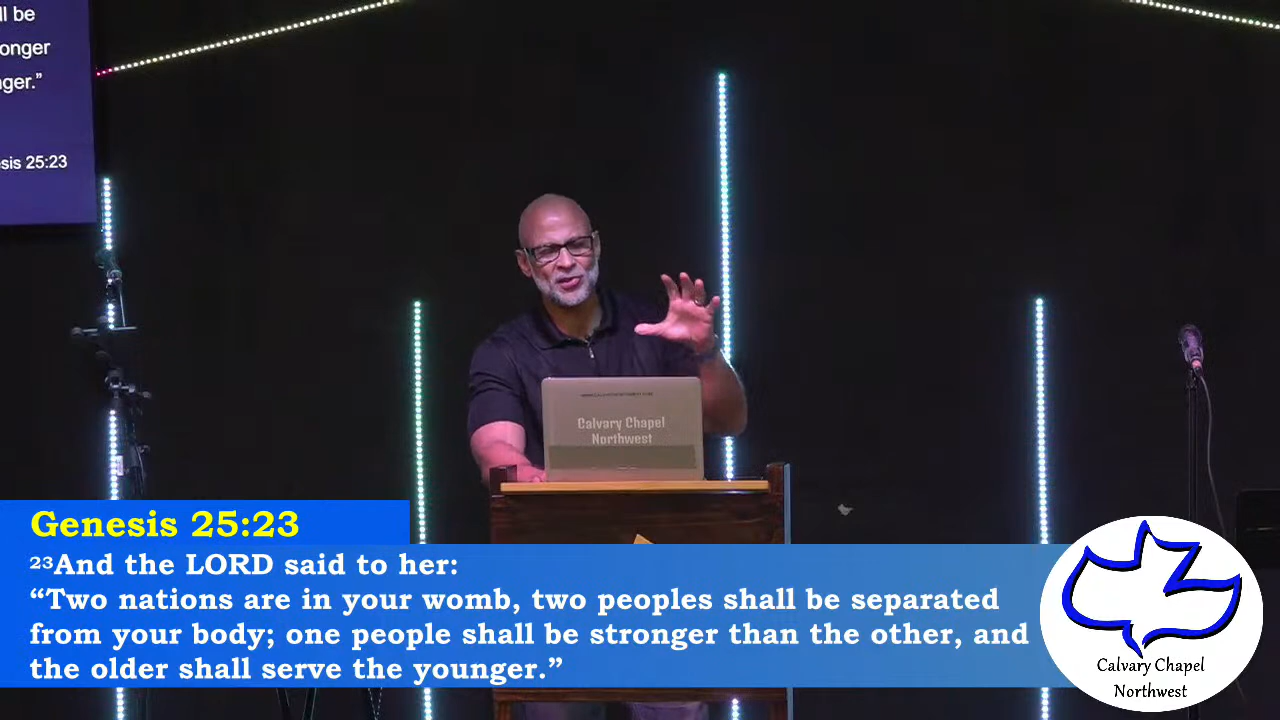 ll be
onger
ger.”
sis 25:23
Calvary Chapel
Northwest
Genesis 25:23
²³And the LORD said to her:
“Two nations are in your womb, two peoples shall be separated
from your body; one people shall be stronger than the other, and
the older shall serve the younger.”
Calvary Chapel
Northwest